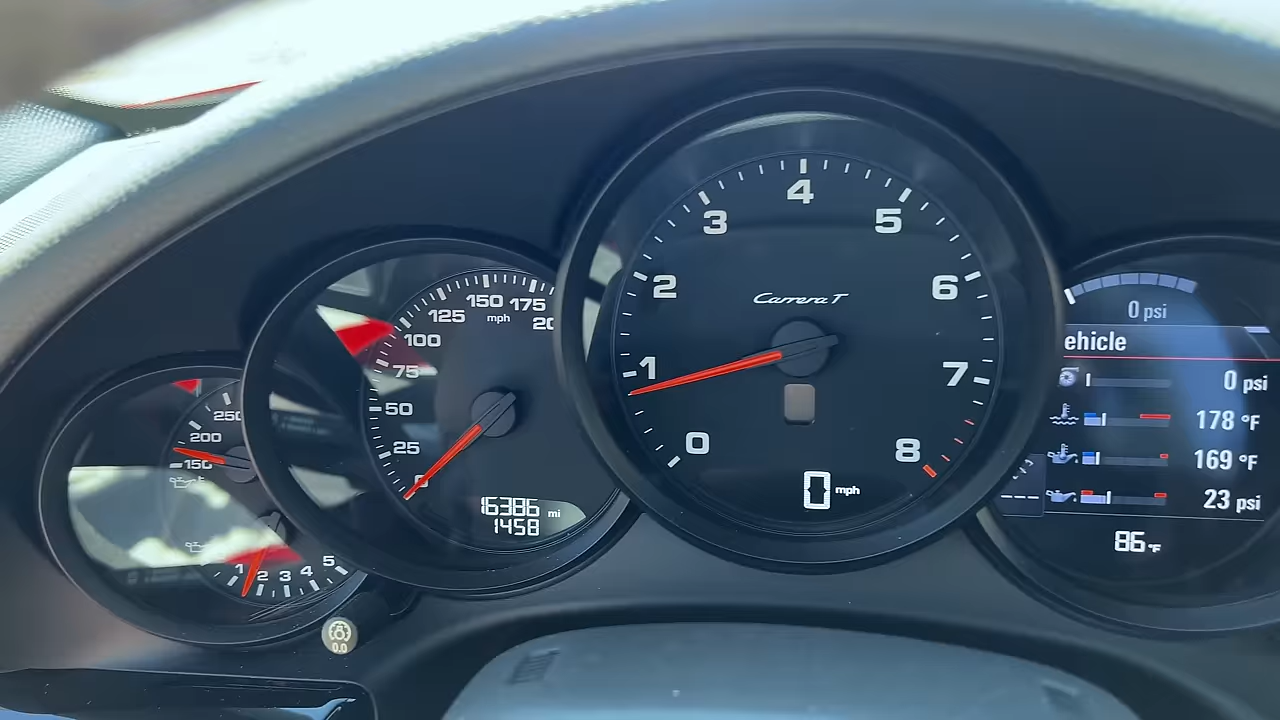 250
200
150
1 2 3 4 5
0.0
0
25
50
75
100
125
150
175
mph
16386 mi
1458
0
1
2
3
4
5
6
7
8
Carrera T
0 mph
0 psi
ehicle
0 psi
178 °F
169 °F
23 psi
86 °F